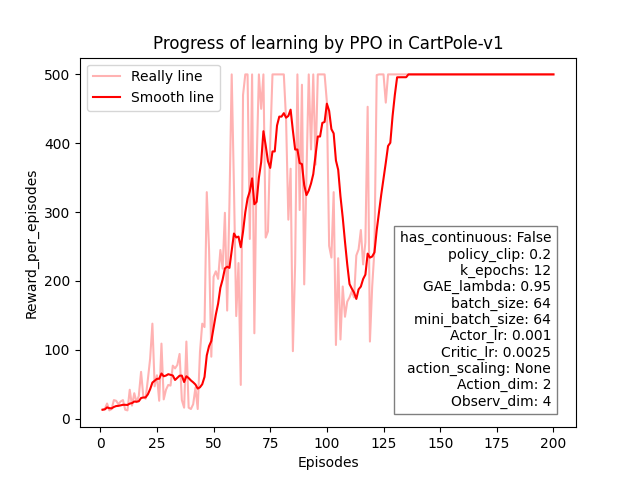 Progress of learning by PPO in CartPole-v1
Really line
Smooth line
Reward_per_episodes
500
400
300
200
100
0
has_continuous: False
policy_clip: 0.2
k_epochs: 12
GAE_lambda: 0.95
batch_size: 64
mini_batch_size: 64
Actor_lr: 0.001
Critic_lr: 0.0025
action_scaling: None
Action_dim: 2
Observ_dim: 4
0 25 50 75 100 125 150 175 200
Episodes